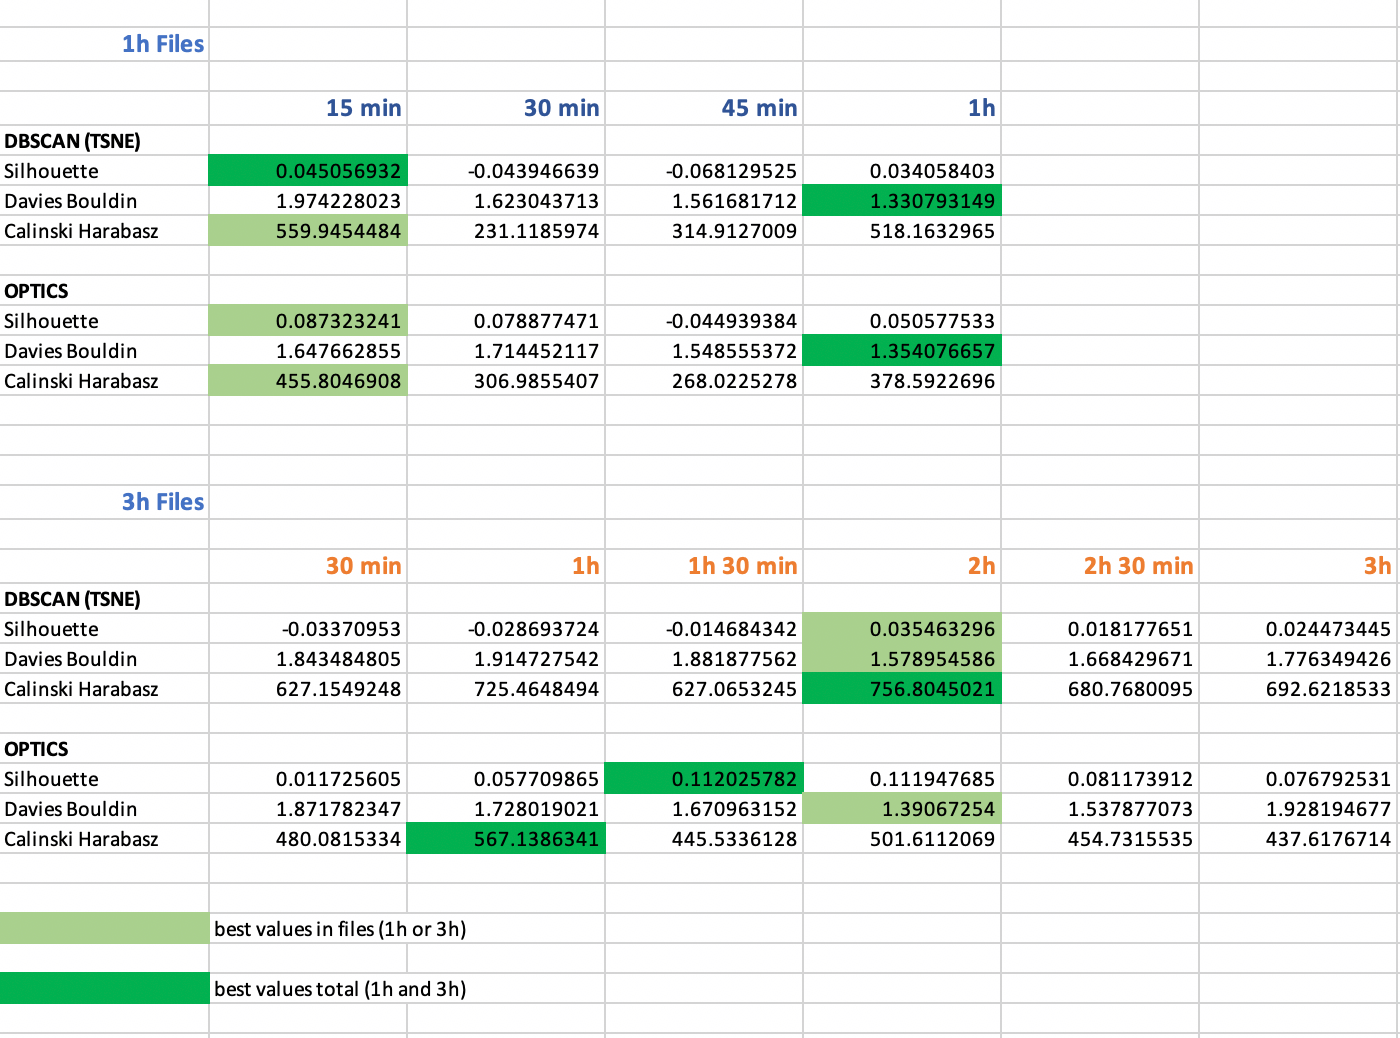 1h Files
15 min 30 min 45 min 1h
DBSCAN (TSNE)
Silhouette 0.045056932 -0.043946639 -0.068129525 0.034058403
Davies Bouldin 1.974228023 1.623043713 1.561681712 1.330793149
Calinski Harabasz 559.9454484 231.1185974 314.9127009 518.1632965
OPTICS
Silhouette 0.087323241 0.078877471 -0.044939384 0.050577533
Davies Bouldin 1.647662855 1.714452117 1.548555372 1.354076657
Calinski Harabasz 455.8046908 306.9855407 268.0225278 378.5922696
3h Files
30 min 1h 1h 30 min 2h 2h 30 min 3h
DBSCAN (TSNE)
Silhouette -0.03370953 -0.028693724 -0.014684342 0.035463296 0.018177651 0.024473445
Davies Bouldin 1.843484805 1.914727542 1.881877562 1.578954586 1.668429671 1.776349426
Calinski Harabasz 627.1549248 725.4648494 627.0653245 756.8045021 680.7680095 692.6218533
OPTICS
Silhouette 0.011725605 0.057709865 0.112025782 0.111947685 0.081173912 0.076792531
Davies Bouldin 1.871782347 1.728019021 1.670963152 1.39067254 1.537877073 1.928194677
Calinski Harabasz 480.0815334 567.1386341 445.5336128 501.6112069 454.7315535 437.6176714
best values in files (1h or 3h)
best values total (1h and 3h)